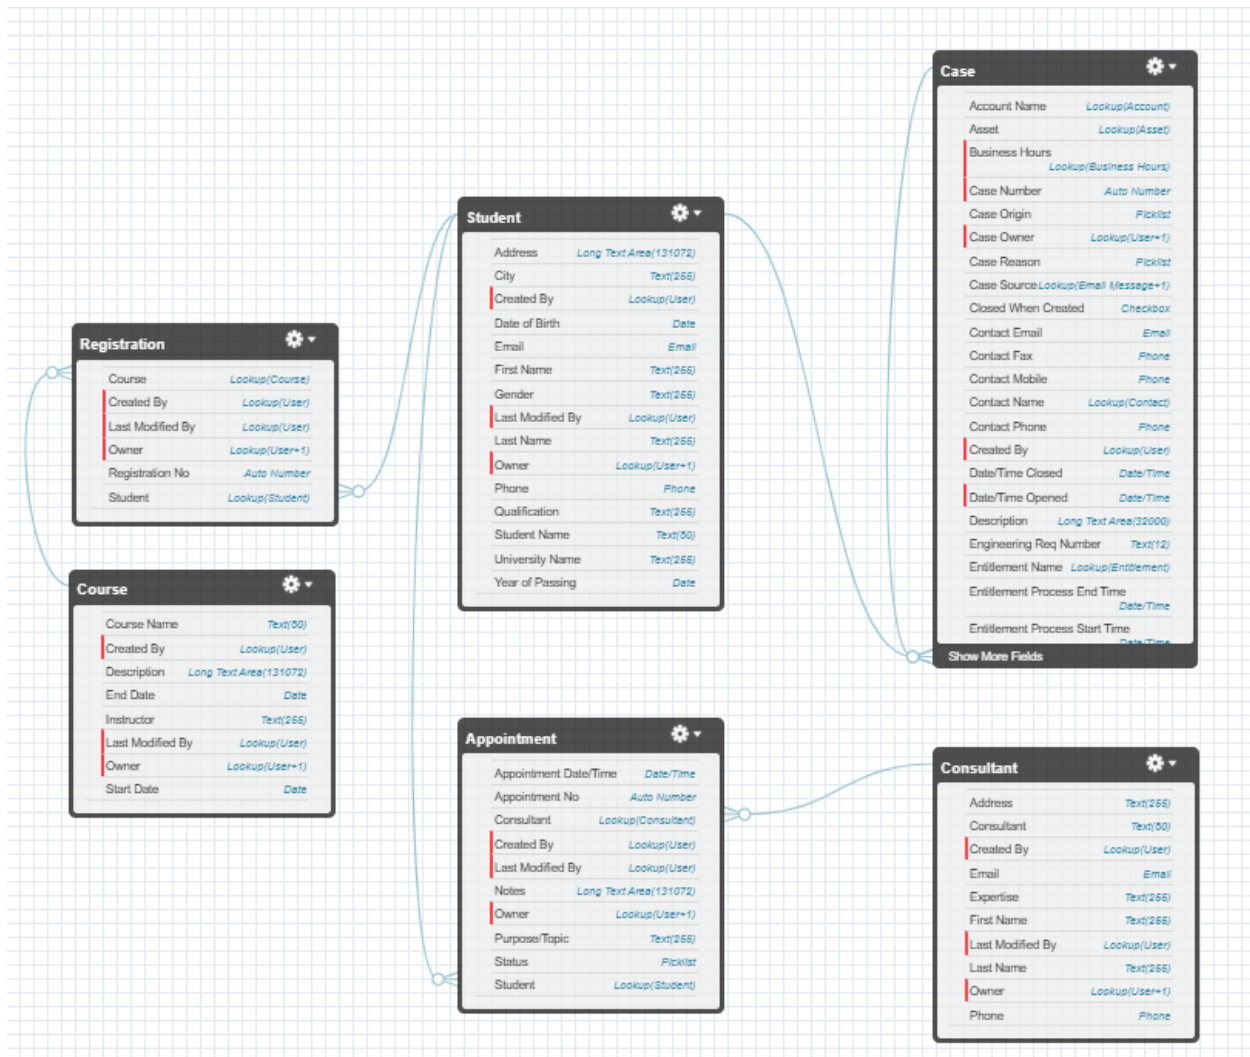 Case
Account Name Lookup(Account)
Asset Lookup(Asset)
Business Hours
Lookup(Business Hours)
Case Number Auto Number
Case Origin Picklist
Case Owner Lookup(User+1)
Case Reason Picklist
Case Source Lookup(Email Message+1)
Closed When Created Checkbox
Contact Email Email
Contact Fax Phone
Contact Mobile Phone
Contact Name Lookup(Contact)
Contact Phone Phone
Created By Lookup(User)
Date/Time Closed Date/Time
Date/Time Opened Date/Time
Description Long Text Area(32000)
Engineering Req Number Text(12)
Entitlement Name Lookup(Entitlement)
Entitlement Process End Time
Date/Time
Entitlement Process Start Time
Date/Time
Show More Fields
Student
Address Long Text Area(131072)
City Text(255)
Created By Lookup(User)
Date of Birth Date
Email Email
First Name Text(255)
Gender Text(255)
Last Modified By Lookup(User)
Last Name Text(255)
Owner Lookup(User+1)
Phone Phone
Qualification Text(255)
Student Name Text(80)
University Name Text(255)
Year of Passing Date
Registration
Course Lookup(Course)
Created By Lookup(User)
Last Modified By Lookup(User)
Owner Lookup(User+1)
Registration No Auto Number
Student Lookup(Student)
Course
Course Name Text(80)
Created By Lookup(User)
Description Long Text Area(131072)
End Date Date
Instructor Text(255)
Last Modified By Lookup(User)
Owner Lookup(User+1)
Start Date Date
Appointment
Appointment Date/Time Date/Time
Appointment No Auto Number
Consultant Lookup(Consultant)
Created By Lookup(User)
Last Modified By Lookup(User)
Notes Long Text Area(131072)
Owner Lookup(User+1)
Purpose/Topic Text(255)
Status Picklist
Student Lookup(Student)
Consultant
Address Text(255)
Consultant Text(80)
Created By Lookup(User)
Email Email
Expertise Text(255)
First Name Text(255)
Last Modified By Lookup(User)
Last Name Text(255)
Owner Lookup(User+1)
Phone Phone